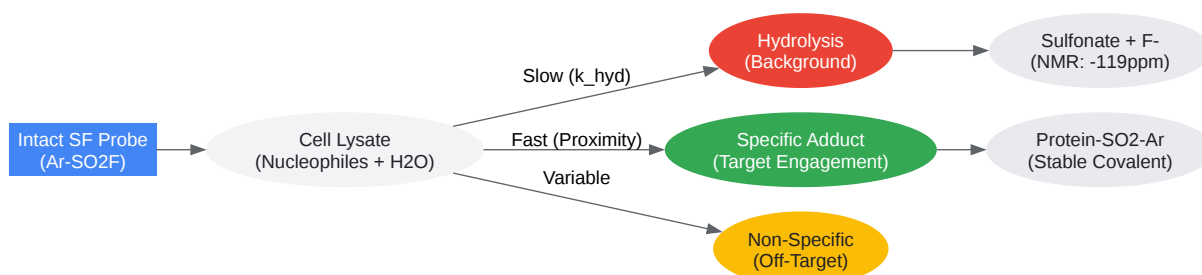 Intact SF Probe
(Ar-SO2F)
Cell Lysate
(Nucleophiles + H2O)
Slow (k_hyd)
Fast (Proximity)
Variable
Hydrolysis
(Background)
Specific Adduct
(Target Engagement)
Non-Specific
(Off-Target)
Sulfonate + F-
(NMR: -119ppm)
Protein-SO2-Ar
(Stable Covalent)